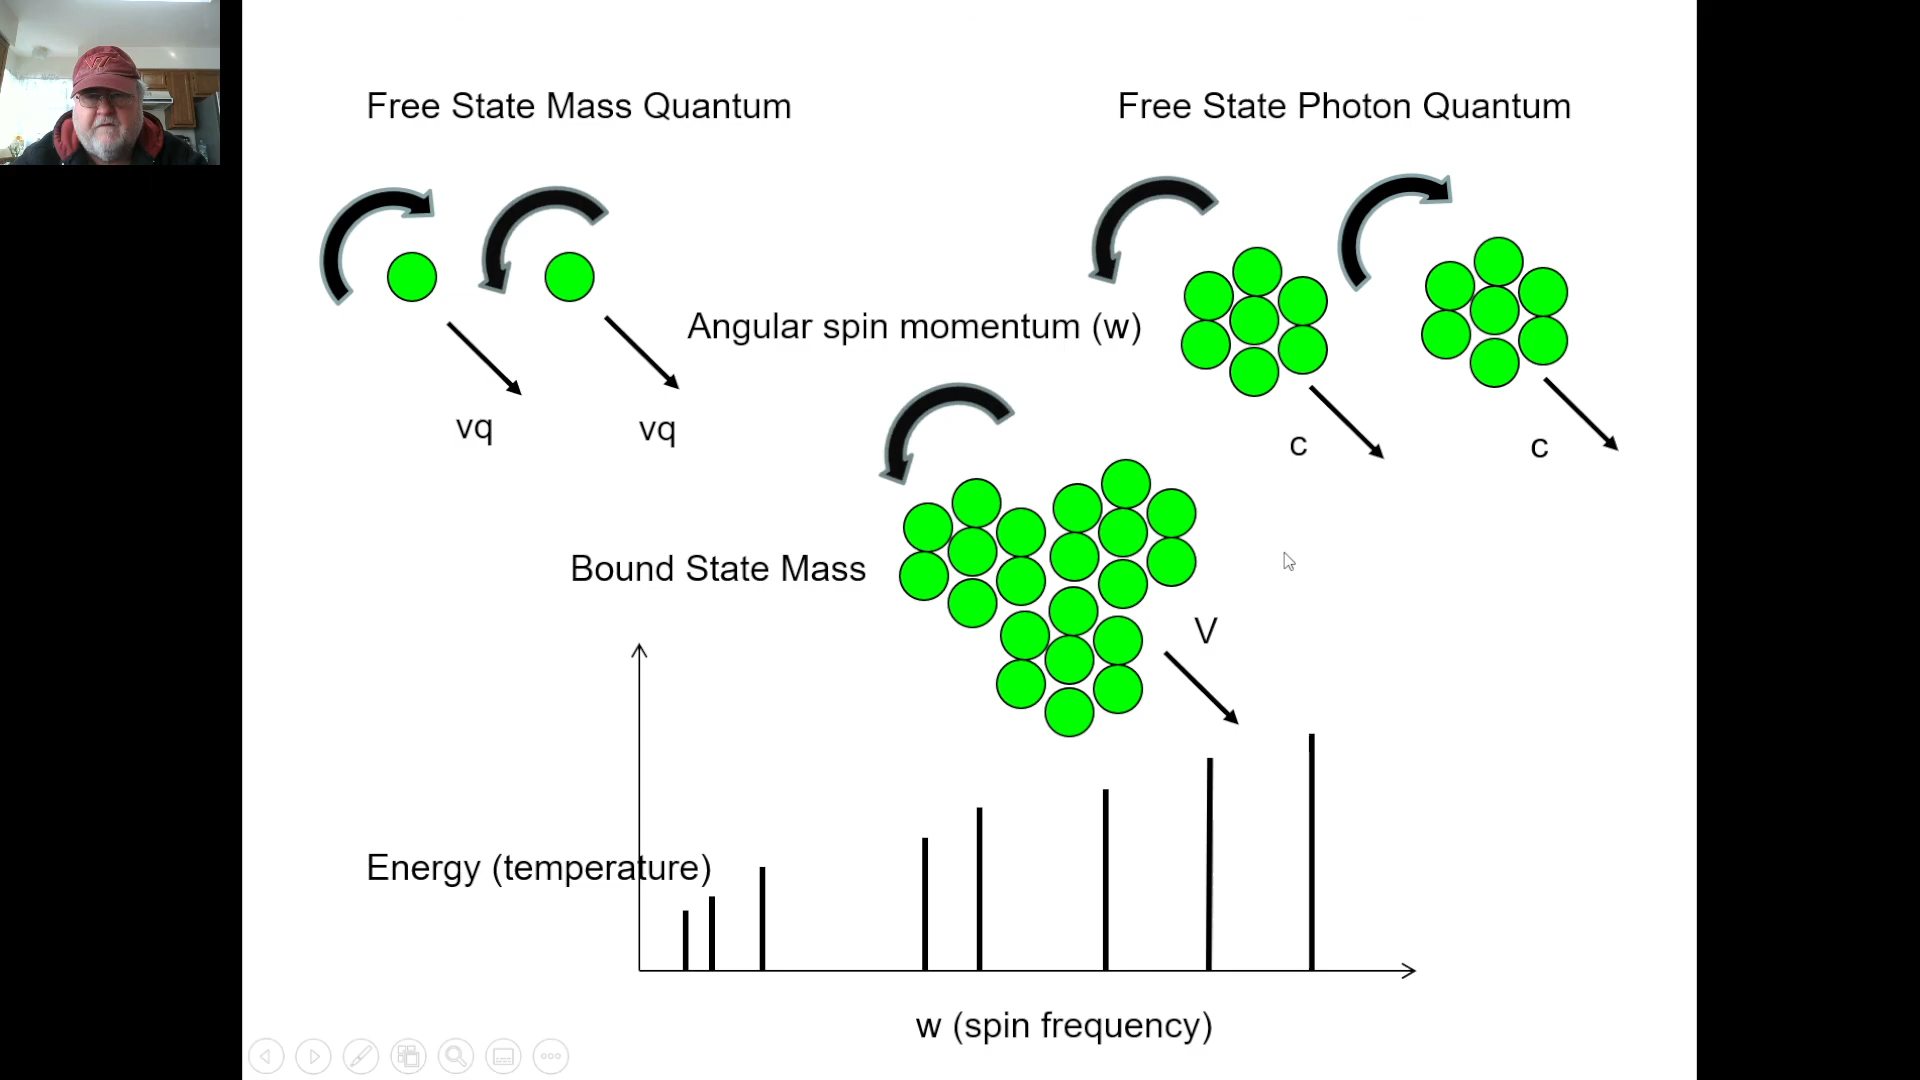 Free State Mass Quantum
Free State Photon Quantum
Angular spin momentum (w)
vq
vq
c
c
Bound State Mass
V
Energy (temperature)
w (spin frequency)